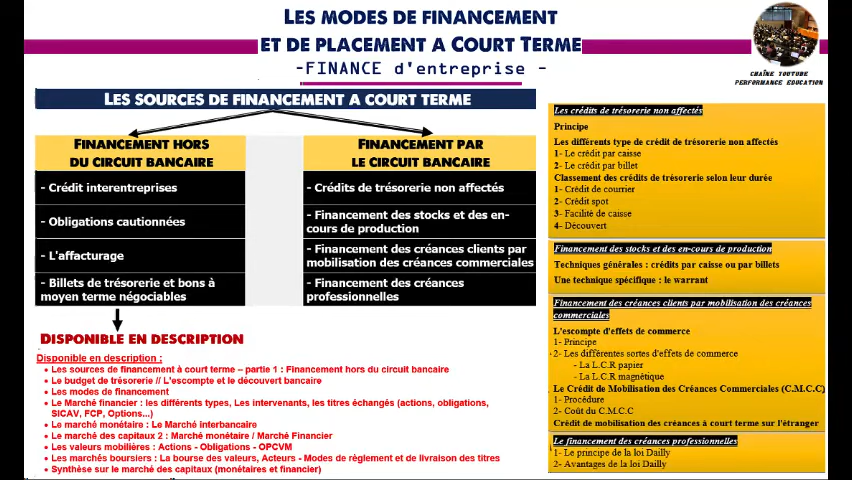 LES MODES DE FINANCEMENT
ET DE PLACEMENT A COURT TERME
-FINANCE d'entreprise -
CHAÎNE YOUTUBE
PERFORMANCE EDUCATION
LES SOURCES DE FINANCEMENT A COURT TERME
FINANCEMENT HORS
DU CIRCUIT BANCAIRE
- Crédit interentreprises
- Obligations cautionnées
- L'affacturage
- Billets de trésorerie et bons à
moyen terme négociables
FINANCEMENT PAR
LE CIRCUIT BANCAIRE
- Crédits de trésorerie non affectés
- Financement des stocks et des en-
cours de production
- Financement des créances clients par
mobilisation des créances commerciales
- Financement des créances
professionnelles
DISPONIBLE EN DESCRIPTION
Disponible en description :
• Les sources de financement à court terme – partie 1 : Financement hors du circuit bancaire
• Le budget de trésorerie // L'escompte et le découvert bancaire
• Les modes de financement
• Le Marché financier : les différents types, Les intervenants, les titres échangés (actions, obligations,
SICAV, FCP, Options...)
• Le marché monétaire : Le Marché interbancaire
• Le marché des capitaux 2 : Marché monétaire / Marché Financier
• Les valeurs mobilières : Actions - Obligations - OPCVM
• Les marchés boursiers : La bourse des valeurs, Acteurs - Modes de règlement et de livraison des titres
• Synthèse sur le marché des capitaux (monétaires et financier)
Les crédits de trésorerie non affectés
Principe
Les différents type de crédit de trésorerie non affectés
1- Le crédit par caisse
2- Le crédit par billet
Classement des crédits de trésorerie selon leur durée
1- Crédit de courrier
2- Crédit spot
3- Facilité de caisse
4- Découvert
Financement des stocks et des en-cours de production
Techniques générales : crédits par caisse ou par billets
Une technique spécifique : le warrant
Financement des créances clients par mobilisation des créances
commerciales
L'escompte d'effets de commerce
1- Principe
2- Les différentes sortes d'effets de commerce
- La L.C.R papier
- La L.C.R magnétique
Le Crédit de Mobilisation des Créances Commerciales (C.M.C.C)
1- Procédure
2- Coût du C.M.C.C
Crédit de mobilisation des créances à court terme sur l'étranger
Le financement des créances professionnelles
1- Le principe de la loi Dailly
2- Avantages de la loi Dailly